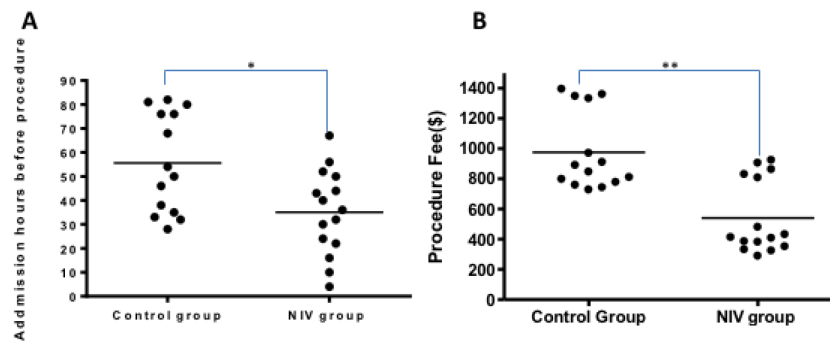 A
Addmission hours before procedure
90
80
70
60
50
40
30
20
10
0
*
Control group
NIV group
B
Procedure Fee($)
1400
1200
1000
800
600
400
200
0
**
Control Group
NIV group